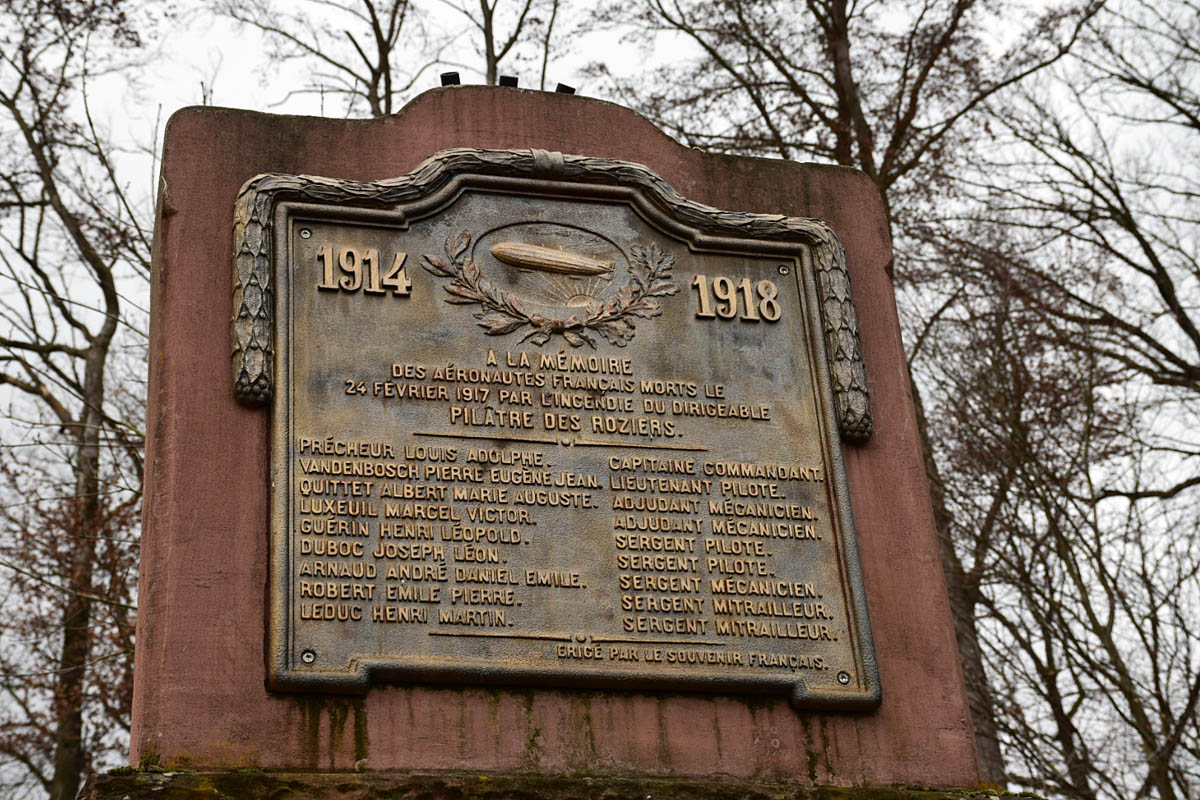 1914
1918
A LA MÉMOIRE
DES AÉRONAUTES FRANÇAIS MORTS LE
24 FÉVRIER 1917 PAR L'INCENDIE DU DIRIGEABLE
PILÂTRE DES ROZIERS.
PRÉCHEUR LOUIS ADOLPHE. CAPITAINE COMMANDANT.
VANDENBOSCH PIERRE EUGÈNE JEAN. LIEUTENANT PILOTE.
QUITTET ALBERT MARIE AUGUSTE. ADJUDANT MÉCANICIEN.
LUXEUIL MARCEL VICTOR. ADJUDANT MÉCANICIEN.
GUÉRIN HENRI LÉOPOLD. SERGENT PILOTE.
DUBOC JOSEPH LÉON. SERGENT PILOTE.
ARNAUD ANDRÉ DANIEL EMILE. SERGENT MÉCANICIEN.
ROBERT EMILE PIERRE. SERGENT MITRAILLEUR.
LEDUC HENRI MARTIN. SERGENT MITRAILLEUR.
ERIGÉ PAR LE SOUVENIR FRANÇAIS.